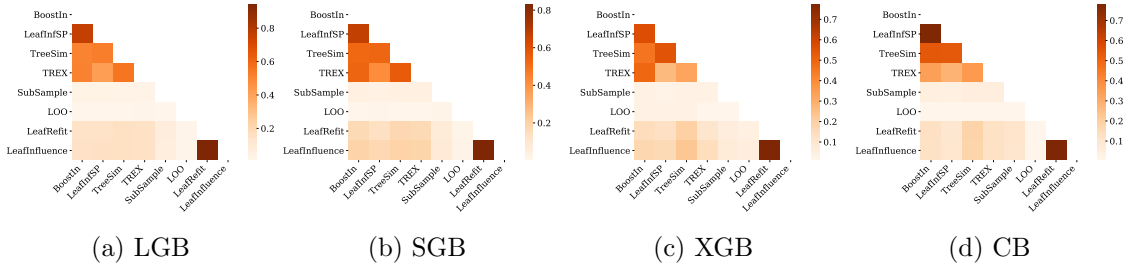 BoostIn
LeafInfSP
TreeSim
TREX
SubSample
LOO
LeafRefit
LeafInfluence
BoostIn
LeafInfSP
TreeSim
TREX
SubSample
LOO
LeafRefit
LeafInfluence
0.8
0.6
0.4
0.2
(a) LGB
BoostIn
LeafInfSP
TreeSim
TREX
SubSample
LOO
LeafRefit
LeafInfluence
BoostIn
LeafInfSP
TreeSim
TREX
SubSample
LOO
LeafRefit
LeafInfluence
0.8
0.6
0.4
0.2
(b) SGB
BoostIn
LeafInfSP
TreeSim
TREX
SubSample
LOO
LeafRefit
LeafInfluence
BoostIn
LeafInfSP
TreeSim
TREX
SubSample
LOO
LeafRefit
LeafInfluence
0.7
0.6
0.5
0.4
0.3
0.2
0.1
(c) XGB
BoostIn
LeafInfSP
TreeSim
TREX
SubSample
LOO
LeafRefit
LeafInfluence
BoostIn
LeafInfSP
TreeSim
TREX
SubSample
LOO
LeafRefit
LeafInfluence
0.7
0.6
0.5
0.4
0.3
0.2
0.1
(d) CB